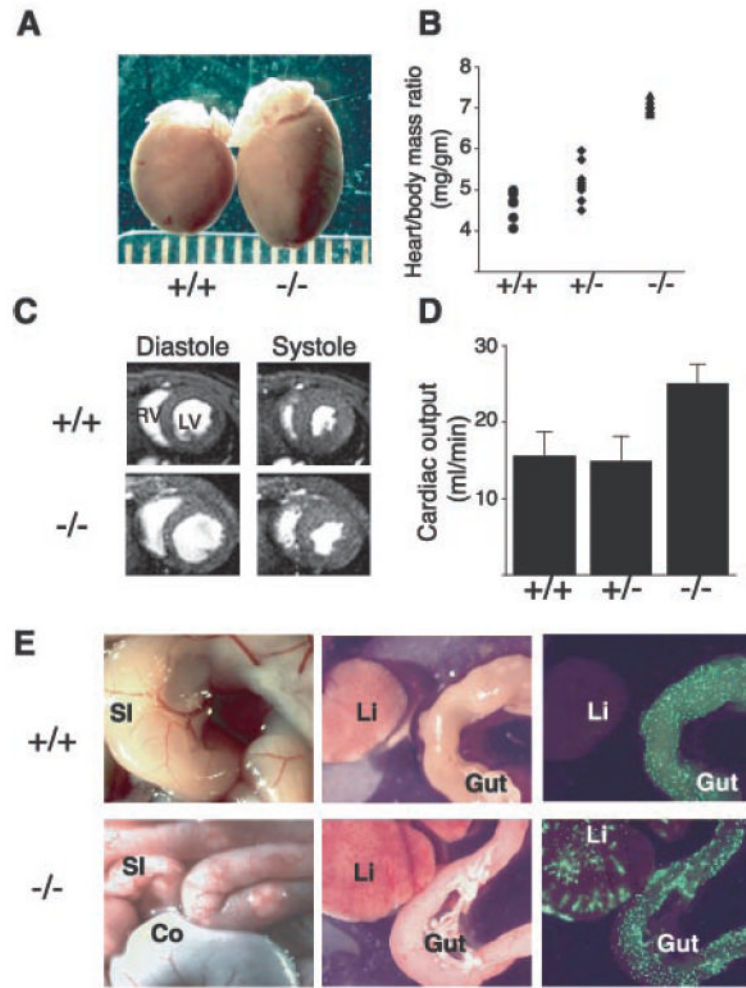 A
+/+ -/-
B
Heart/body mass ratio
(mg/gm)
8
7
6
5
4
+/+ +/- -/-
C
Diastole Systole
+/+
RV LV
-/-
D
Cardiac output
(ml/min)
30
20
10
+/+ +/- -/-
E
+/+
SI
Li
Gut
Li
Gut
-/-
SI
Co
Li
Gut
Li
Gut